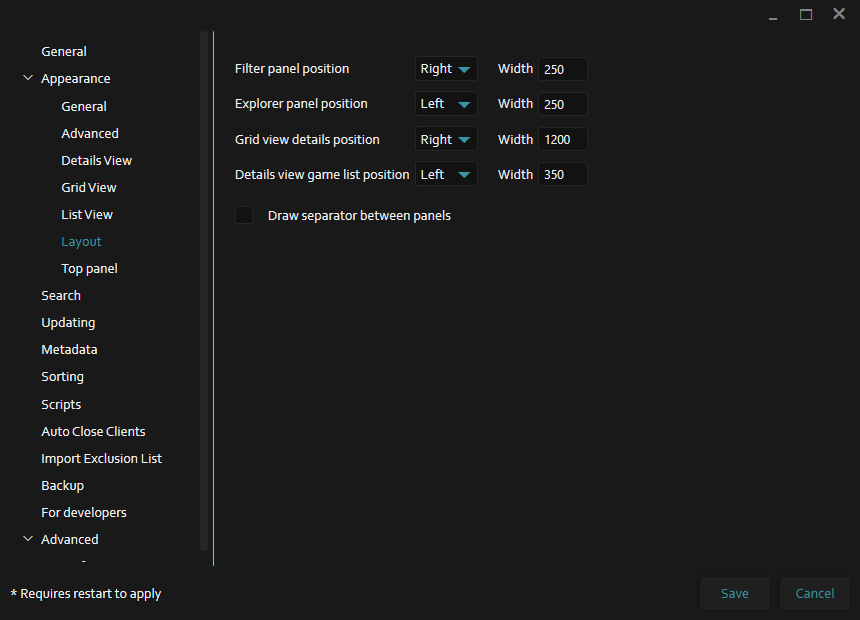 General
Appearance
General
Advanced
Details View
Grid View
List View
Layout
Top panel
Search
Updating
Metadata
Sorting
Scripts
Auto Close Clients
Import Exclusion List
Backup
For developers
Advanced
Filter panel position Right Width 250
Explorer panel position Left Width 250
Grid view details position Right Width 1200
Details view game list position Left Width 350
Draw separator between panels
* Requires restart to apply
Save Cancel